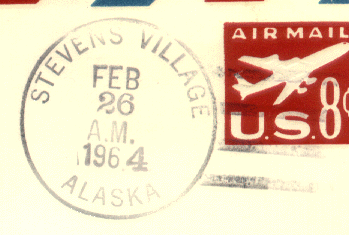 STEVENS VILLAGE
FEB
26
A.M.
1964
ALASKA
AIR MAIL
U.S. 8¢